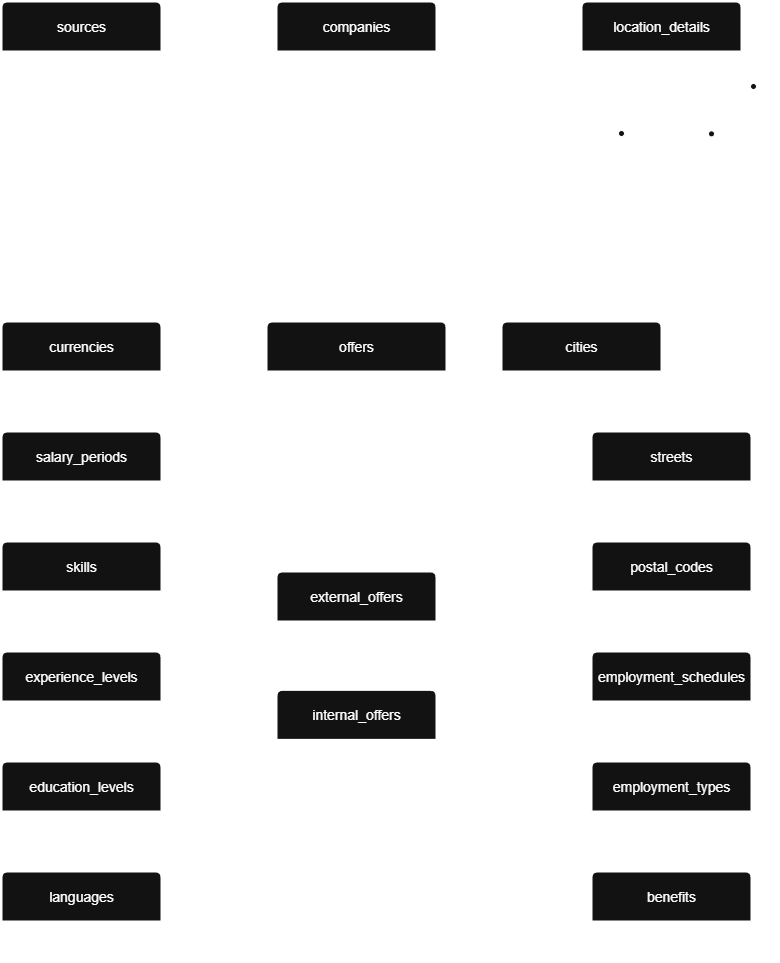 sources
companies
location_details
currencies
offers
cities
salary_periods
streets
skills
postal_codes
external_offers
experience_levels
employment_schedules
internal_offers
education_levels
employment_types
languages
benefits